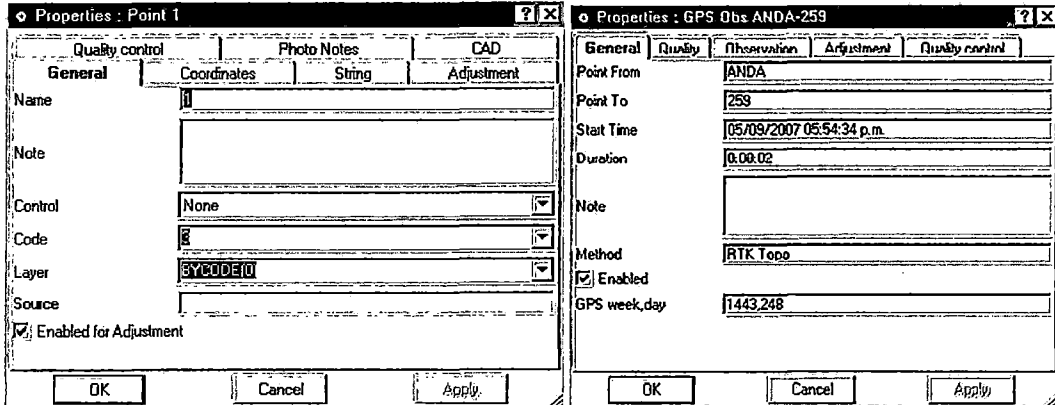 Properties : Point 1
Quality control Photo Notes CAD
General Coordinates String Adjustment
Name 1
Note
Control None
Code
Layer BYCODE(0)
Source
Enabled for Adjustment
OK Cancel Apply
Properties : GPS Obs ANDA-259
General Quality Observation Adjustment Quality control
Point From ANDA
Point To 259
Start Time 05/09/2007 05:54:34 p.m.
Duration 0:00:02
Note
Method RTK Topo
Enabled
GPS week,day 1443,248
OK Cancel Apply